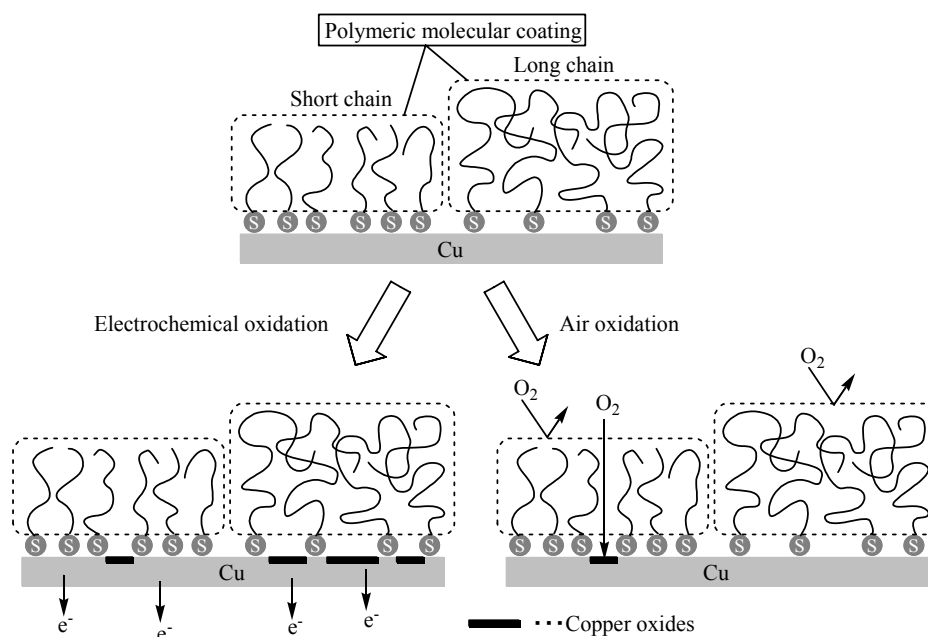 Polymeric molecular coating
Long chain
Short chain
S S S S S S S S S S
Cu
Electrochemical oxidation
Air oxidation
O2
O2
O2
S S S S S S S S S S
S S S S S S S S S S
Cu
Cu
e- e- e- e-
Copper oxides